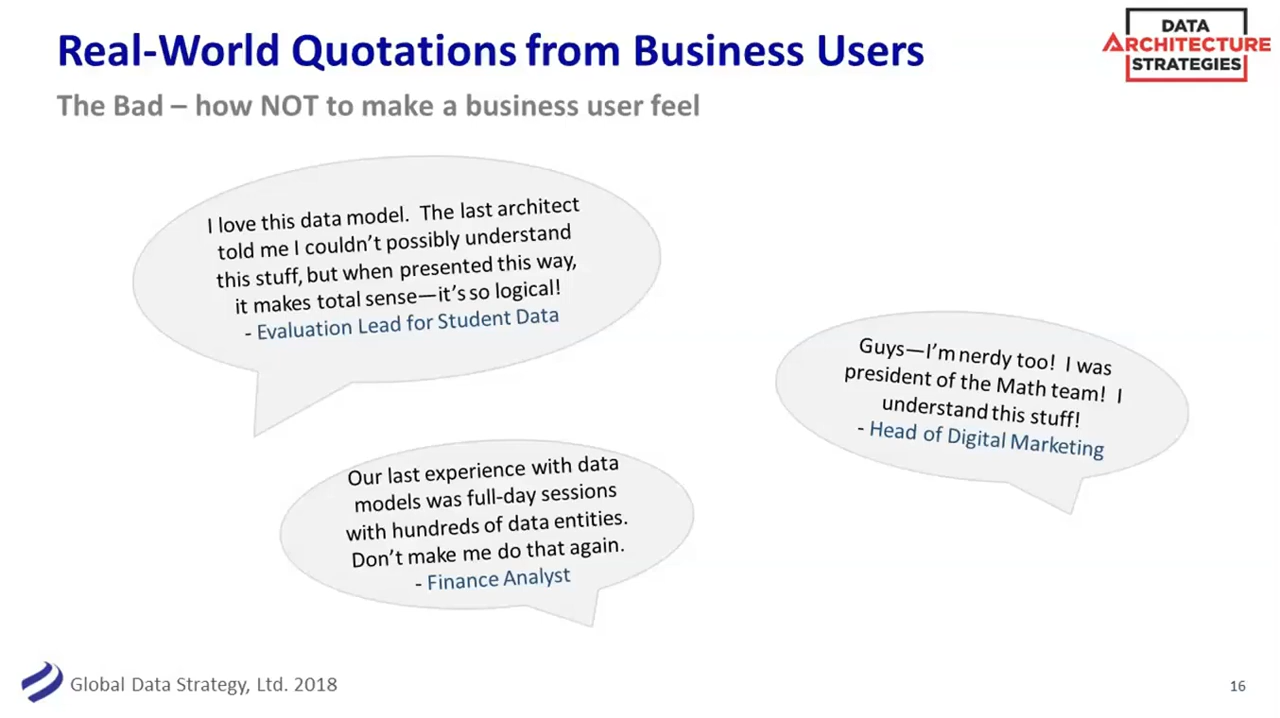 Real-World Quotations from Business Users
The Bad – how NOT to make a business user feel
DATA
ARCHITECTURE
STRATEGIES
I love this data model.  The last architect
told me I couldn't possibly understand
this stuff, but when presented this way,
it makes total sense—it's so logical!
- Evaluation Lead for Student Data
Guys—I'm nerdy too!  I was
president of the Math team!  I
understand this stuff!
- Head of Digital Marketing
Our last experience with data
models was full-day sessions
with hundreds of data entities.
Don't make me do that again.
- Finance Analyst
Global Data Strategy, Ltd. 2018
16